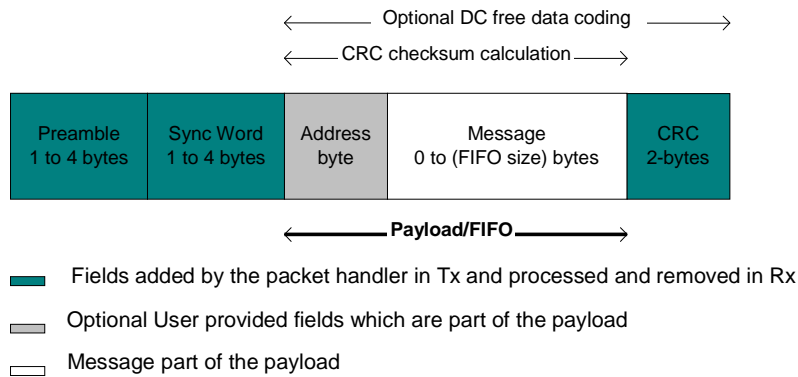 Optional DC free data coding
CRC checksum calculation
Preamble
1 to 4 bytes
Sync Word
1 to 4 bytes
Address
byte
Message
0 to (FIFO size) bytes
CRC
2-bytes
Payload/FIFO
Fields added by the packet handler in Tx and processed and removed in Rx
Optional User provided fields which are part of the payload
Message part of the payload